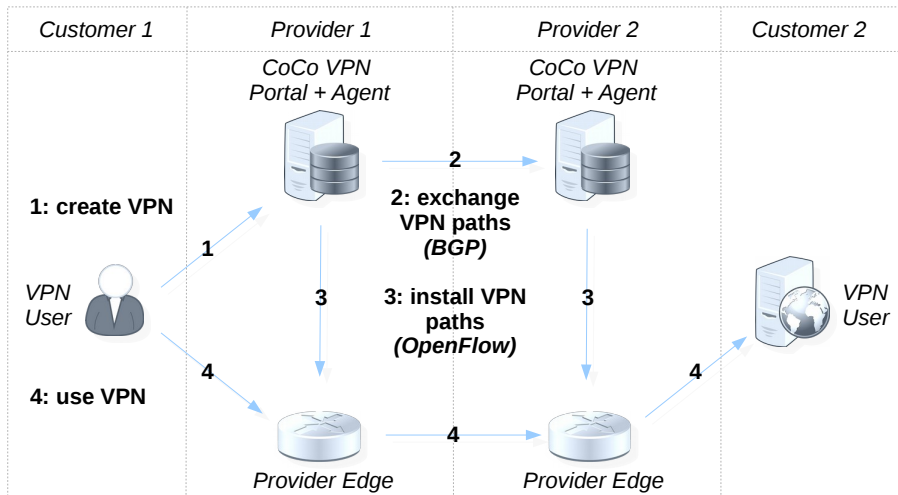 Customer 1
Provider 1
Provider 2
Customer 2
CoCo VPN
Portal + Agent
CoCo VPN
Portal + Agent
2
1: create VPN
2: exchange
VPN paths
(BGP)
1
VPN
User
3
3: install VPN
paths
(OpenFlow)
3
VPN
User
4
4: use VPN
4
4
Provider Edge
Provider Edge